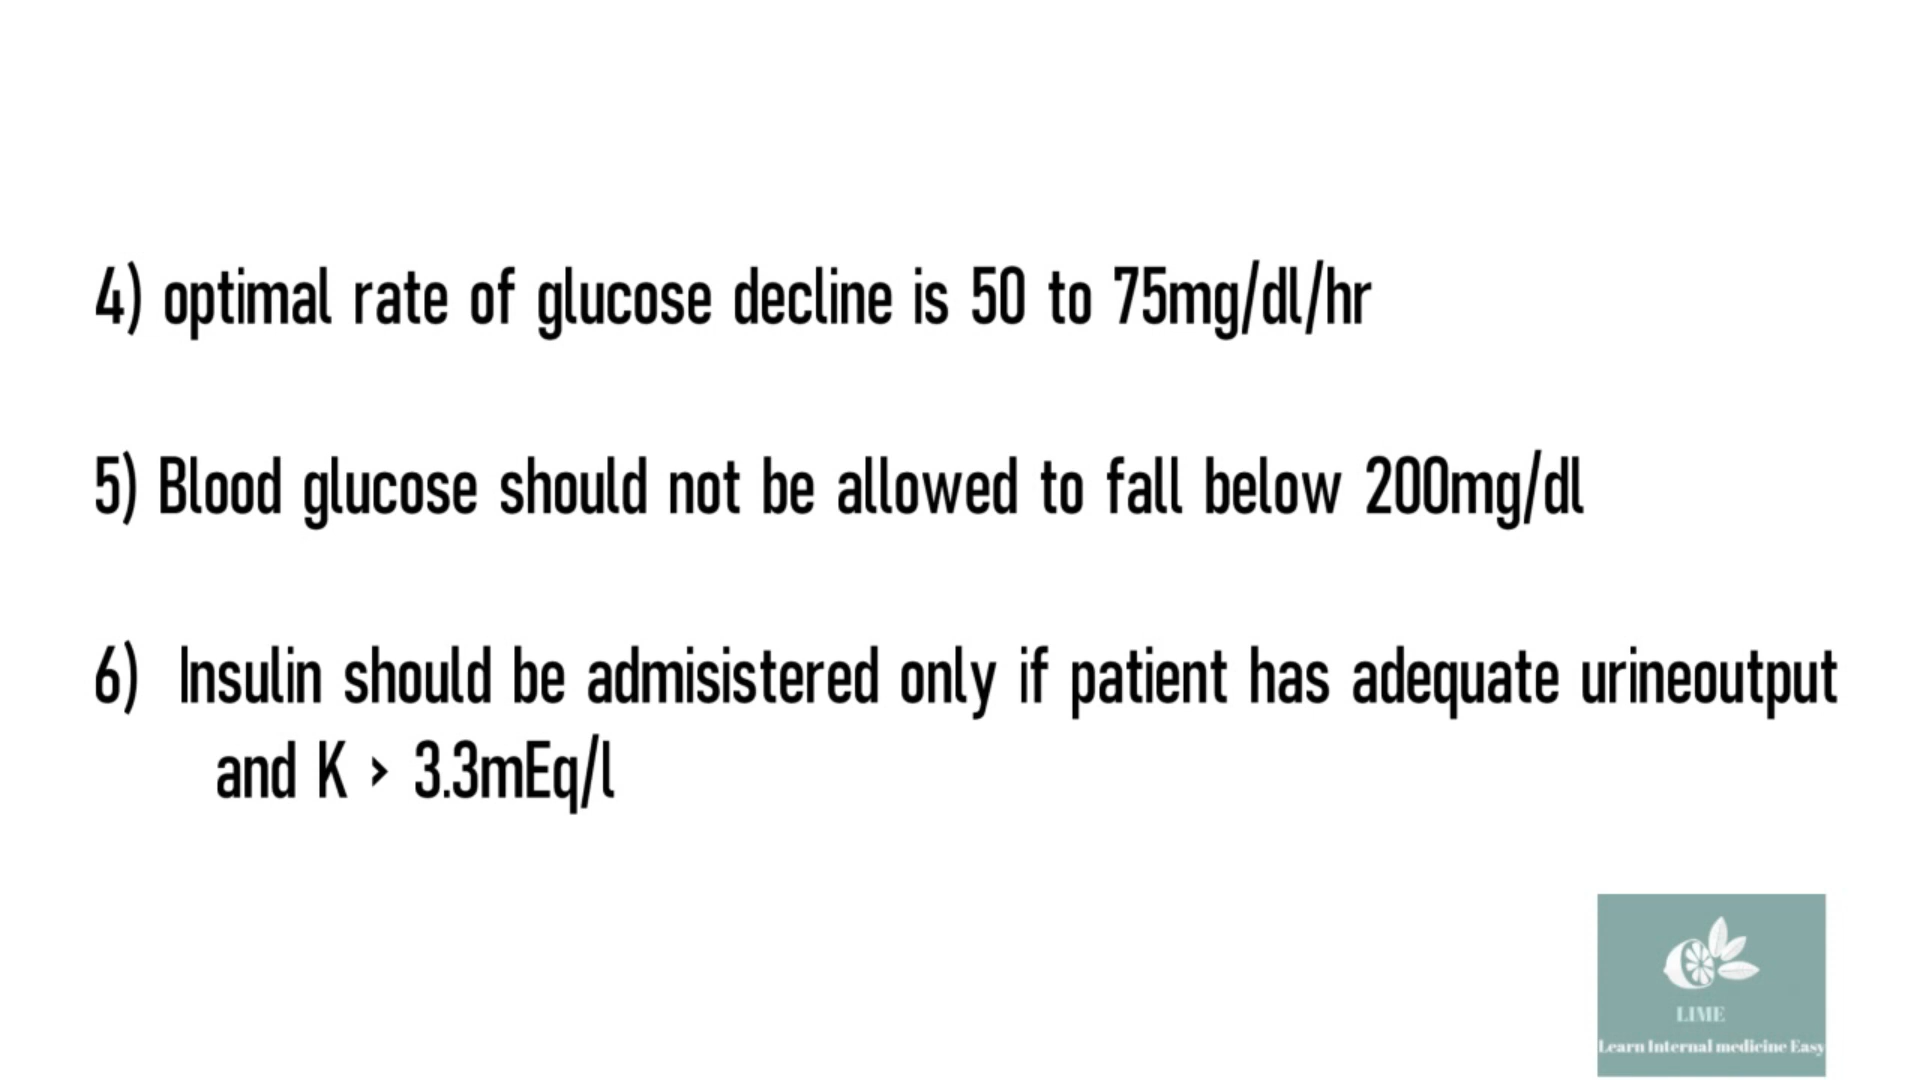 4) optimal rate of glucose decline is 50 to 75mg/dl/hr
5) Blood glucose should not be allowed to fall below 200mg/dl
6) Insulin should be admisistered only if patient has adequate urineoutput
and K > 3.3mEq/l
LIME
Learn Internal medicine Easy